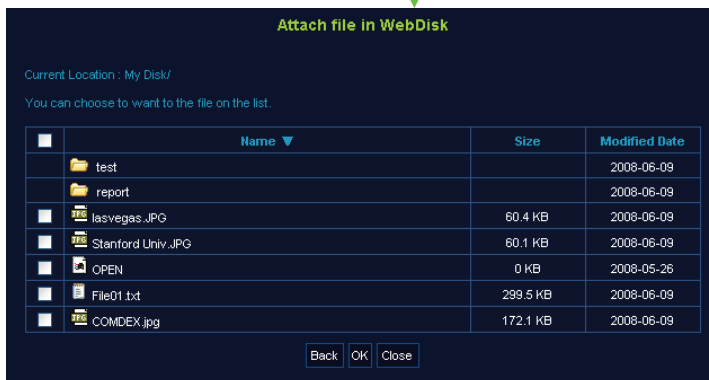 Attach file in WebDisk
Current Location : My Disk/
You can choose to want to the file on the list.
Name ▼ Size Modified Date
test 2008-06-09
report 2008-06-09
lasvegas.JPG 60.4 KB 2008-06-09
Stanford Univ.JPG 60.1 KB 2008-06-09
OPEN 0 KB 2008-05-26
File01.txt 299.5 KB 2008-06-09
COMDEX.jpg 172.1 KB 2008-06-09
Back OK Close